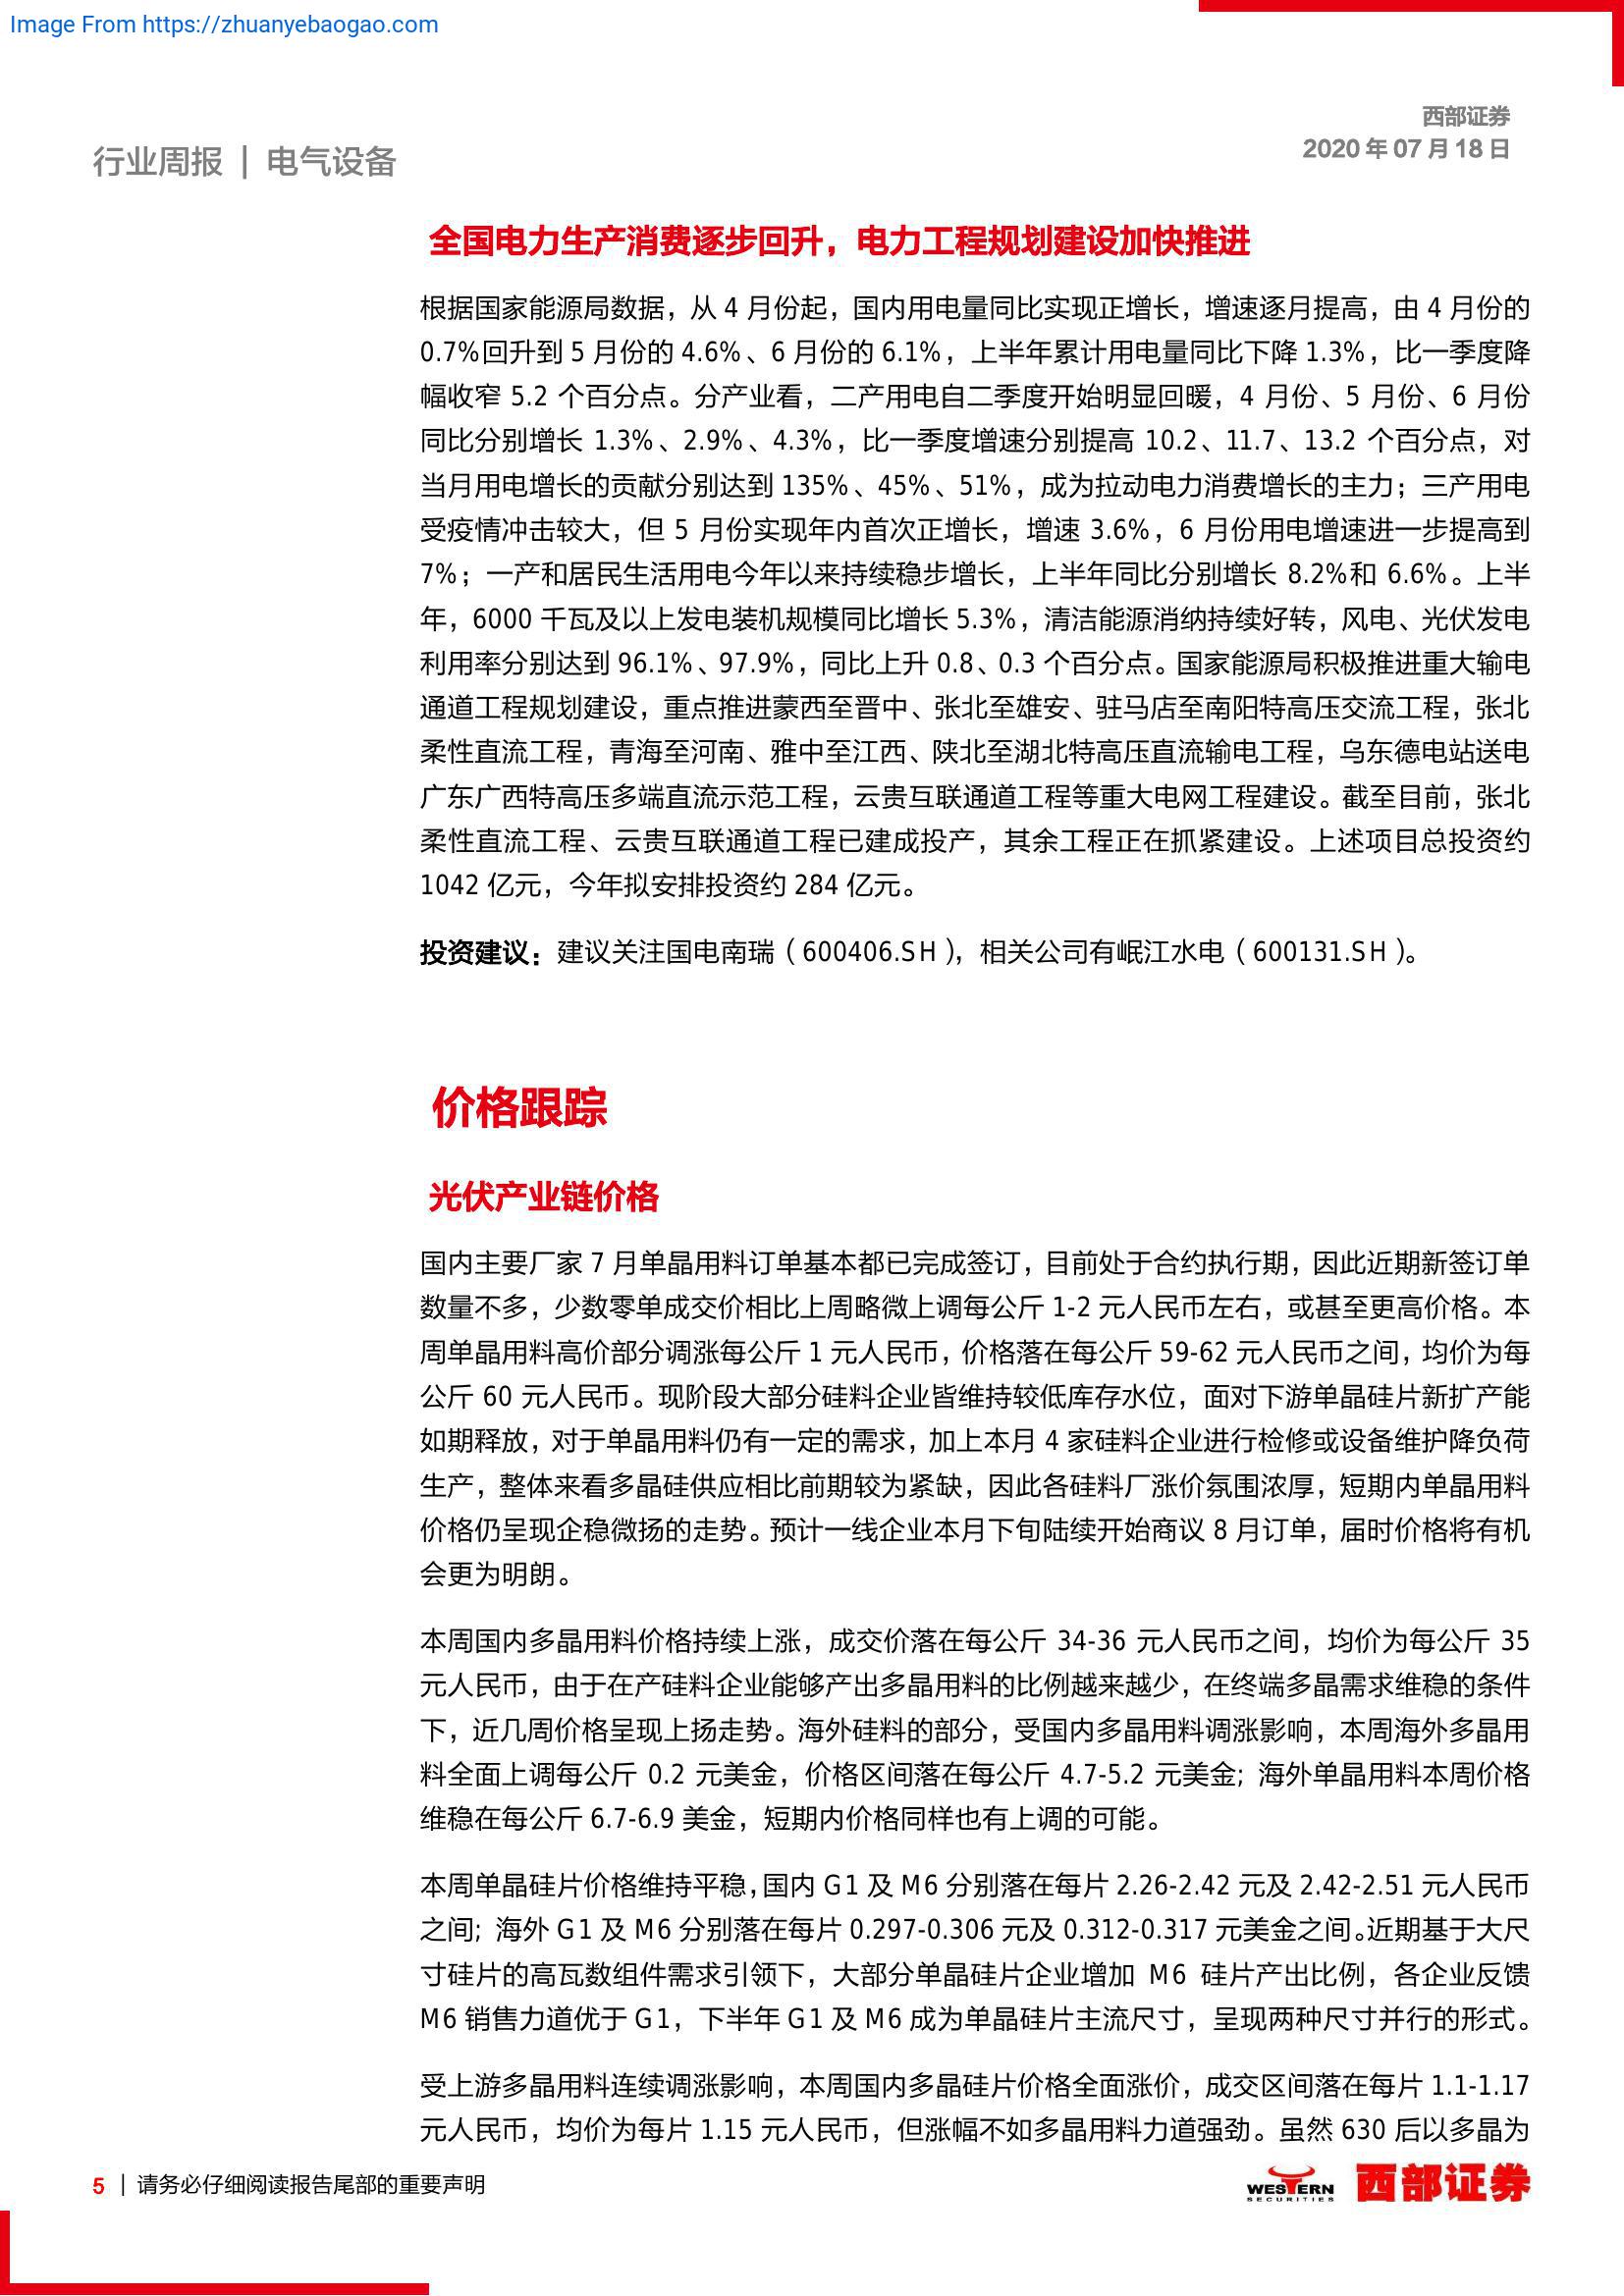 Image From https://zhuanyebaogao.com
西部证券
2020 年 07 月 18 日
行业周报 | 电气设备
全国电力生产消费逐步回升，电力工程规划建设加快推进
根据国家能源局数据，从 4 月份起，国内用电量同比实现正增长，增速逐月提高，由 4 月份的
0.7%回升到 5 月份的 4.6%、6 月份的 6.1%，上半年累计用电量同比下降 1.3%，比一季度降
幅收窄 5.2 个百分点。分产业看，二产用电自二季度开始明显回暖，4 月份、5 月份、6 月份
同比分别增长 1.3%、2.9%、4.3%，比一季度增速分别提高 10.2、11.7、13.2 个百分点，对
当月用电增长的贡献分别达到 135%、45%、51%，成为拉动电力消费增长的主力；三产用电
受疫情冲击较大，但 5 月份实现年内首次正增长，增速 3.6%，6 月份用电增速进一步提高到
7%；一产和居民生活用电今年以来持续稳步增长，上半年同比分别增长 8.2%和 6.6%。上半
年，6000 千瓦及以上发电装机规模同比增长 5.3%，清洁能源消纳持续好转，风电、光伏发电
利用率分别达到 96.1%、97.9%，同比上升 0.8、0.3 个百分点。国家能源局积极推进重大输电
通道工程规划建设，重点推进蒙西至晋中、张北至雄安、驻马店至南阳特高压交流工程，张北
柔性直流工程，青海至河南、雅中至江西、陕北至湖北特高压直流输电工程，乌东德电站送电
广东广西特高压多端直流示范工程，云贵互联通道工程等重大电网工程建设。截至目前，张北
柔性直流工程、云贵互联通道工程已建成投产，其余工程正在抓紧建设。上述项目总投资约
1042 亿元，今年拟安排投资约 284 亿元。
投资建议：建议关注国电南瑞（600406.SH），相关公司有岷江水电（600131.SH）。
价格跟踪
光伏产业链价格
国内主要厂家 7 月单晶用料订单基本都已完成签订，目前处于合约执行期，因此近期新签订单
数量不多，少数零单成交价相比上周略微上调每公斤 1-2 元人民币左右，或甚至更高价格。本
周单晶用料高价部分调涨每公斤 1 元人民币，价格落在每公斤 59-62 元人民币之间，均价为每
公斤 60 元人民币。现阶段大部分硅料企业皆维持较低库存水位，面对下游单晶硅片新扩产能
如期释放，对于单晶用料仍有一定的需求，加上本月 4 家硅料企业进行检修或设备维护降负荷
生产，整体来看多晶硅供应相比前期较为紧缺，因此各硅料厂涨价氛围浓厚，短期内单晶用料
价格仍呈现企稳微扬的走势。预计一线企业本月下旬陆续开始商议 8 月订单，届时价格将有机
会更为明朗。
本周国内多晶用料价格持续上涨，成交价落在每公斤 34-36 元人民币之间，均价为每公斤 35
元人民币，由于在产硅料企业能够产出多晶用料的比例越来越少，在终端多晶需求维稳的条件
下，近几周价格呈现上扬走势。海外硅料的部分，受国内多晶用料调涨影响，本周海外多晶用
料全面上调每公斤 0.2 元美金，价格区间落在每公斤 4.7-5.2 元美金; 海外单晶用料本周价格
维稳在每公斤 6.7-6.9 美金，短期内价格同样也有上调的可能。
本周单晶硅片价格维持平稳，国内 G1 及 M6 分别落在每片 2.26-2.42 元及 2.42-2.51 元人民币
之间; 海外 G1 及 M6 分别落在每片 0.297-0.306 元及 0.312-0.317 元美金之间。近期基于大尺
寸硅片的高瓦数组件需求引领下，大部分单晶硅片企业增加 M6 硅片产出比例，各企业反馈
M6 销售力道优于 G1，下半年 G1 及 M6 成为单晶硅片主流尺寸，呈现两种尺寸并行的形式。
受上游多晶用料连续调涨影响，本周国内多晶硅片价格全面涨价，成交区间落在每片 1.1-1.17
元人民币，均价为每片 1.15 元人民币，但涨幅不如多晶用料力道强劲。虽然 630 后以多晶为
5 | 请务必仔细阅读报告尾部的重要声明
WESTERN
SECURITIES
西部证券